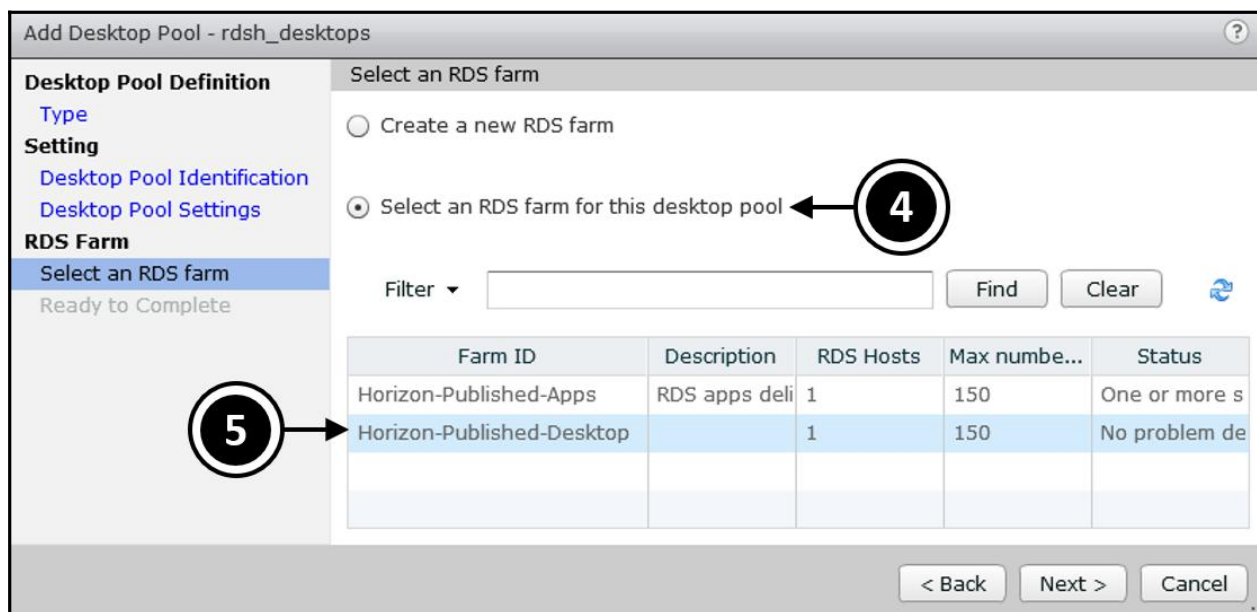 Add Desktop Pool - rdsh_desktops
?
Desktop Pool Definition
Type
Setting
Desktop Pool Identification
Desktop Pool Settings
RDS Farm
Select an RDS farm
Ready to Complete
Select an RDS farm
Create a new RDS farm
Select an RDS farm for this desktop pool
4
Filter
Find
Clear
Farm ID Description RDS Hosts Max numbe... Status
Horizon-Published-Apps RDS apps deli 1 150 One or more s
5
Horizon-Published-Desktop 1 150 No problem de
< Back
Next >
Cancel